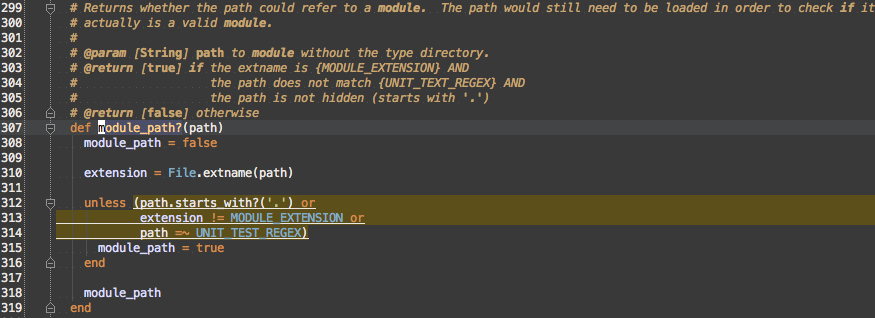 299 # Returns whether the path could refer to a module.  The path would still need to be loaded in order to check if it
300 # actually is a valid module.
301 #
302 # @param [String] path to module without the type directory.
303 # @return [true] if the extname is {MODULE_EXTENSION} AND
304 #                   the path does not match {UNIT_TEXT_REGEX} AND
305 #                   the path is not hidden (starts with '.')
306 # @return [false] otherwise
307 def module_path?(path)
308   module_path = false
309
310   extension = File.extname(path)
311
312   unless (path.starts_with?('.') or
313           extension != MODULE_EXTENSION or
314           path =~ UNIT_TEST_REGEX)
315     module_path = true
316   end
317
318   module_path
319 end